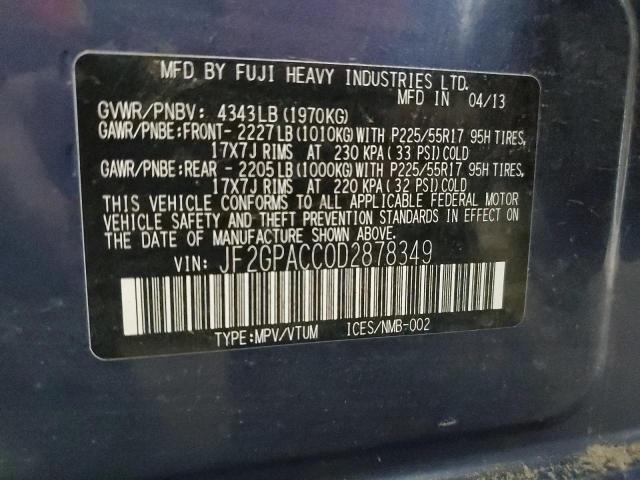 MFD. BY FUJI HEAVY INDUSTRIES LTD.
MFD IN 04/13
GVWR/PNBV: 4343LB(1970KG)
GAWR/PNBE:FRONT-2227LB(1010KG)WITH P225/55R17 95H TIRES,
17X7J RIMS AT 230 KPA(33 PSI)COLD
GAWR/PNBE:REAR -2205LB(1000KG)WITH P225/55R17 95H TIRES,
17X7J RIMS AT 220 KPA(32 PSI)COLD
THIS VEHICLE CONFORMS TO ALL APPLICABLE FEDERAL MOTOR
VEHICLE SAFETY AND THEFT PREVENTION STANDARDS IN EFFECT ON
THE DATE OF MANUFACTURE SHOWN ABOVE.
VIN: JF2GPACC0D2878349
TYPE:MPV/VTUM ICES/NMB-002